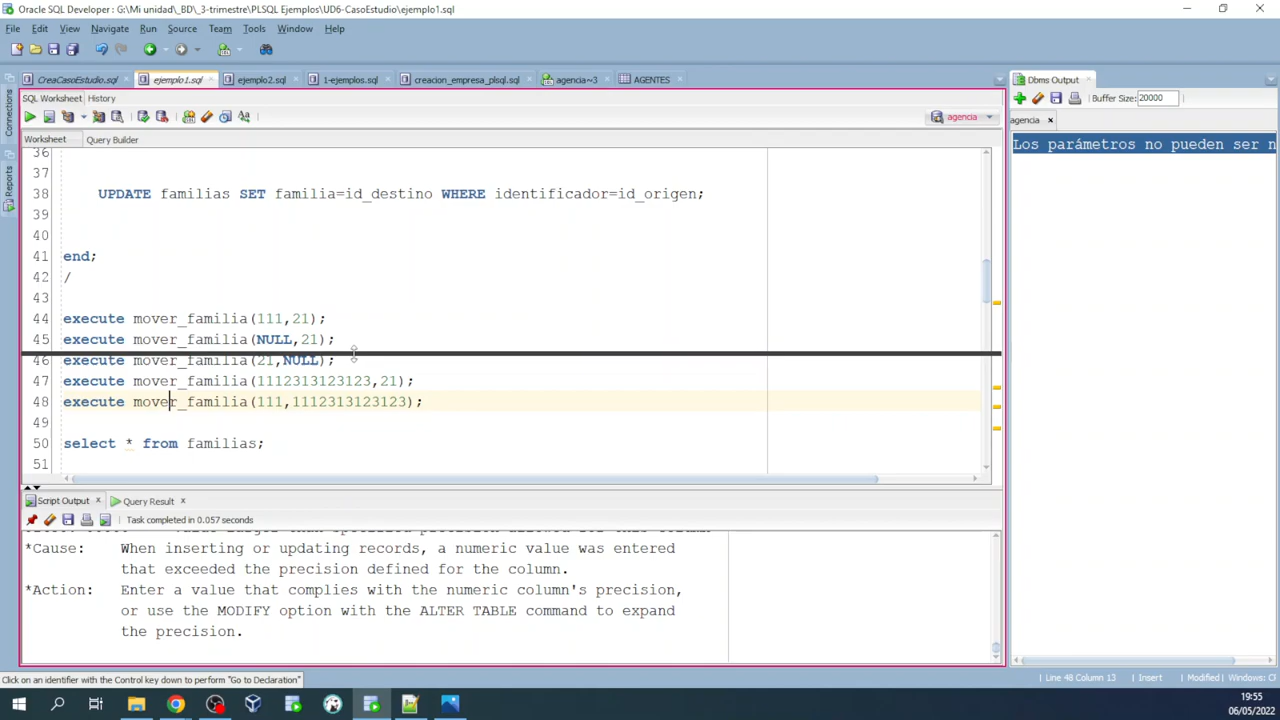 Oracle SQL Developer : G:\Mi unidad\_BD\_3-trimestre\PLSQL Ejemplos\UD6-CasoEstudio\ejemplo1.sql
File Edit View Navigate Run Source Team Tools Window Help
CreaCasoEstudio.sql ejemplo1.sql ejemplo2.sql 1-ejemplos.sql creacion_empresa_plsql.sql agencia~3 AGENTES
Dbms Output
SQL Worksheet History
Buffer Size: 20000
agencia
agencia
Worksheet Query Builder
Connections
Reports
Los parámetros no pueden ser n
36
37
38 UPDATE familias SET familia=id_destino WHERE identificador=id_origen;
39
40
41 end;
42 /
43
44 execute mover_familia(111,21);
45 execute mover_familia(NULL,21);
46 execute mover_familia(21,NULL);
47 execute mover_familia(1112313123123,21);
48 execute mover_familia(111,1112313123123);
49
50 select * from familias;
51
Script Output Query Result
Task completed in 0.057 seconds
*Cause: When inserting or updating records, a numeric value was entered
that exceeded the precision defined for the column.
*Action: Enter a value that complies with the numeric column's precision,
or use the MODIFY option with the ALTER TABLE command to expand
the precision.
Click on an identifier with the Control key down to perform "Go to Declaration"
Line 48 Column 13 Insert Modified Windows: CF
19:55
06/05/2022